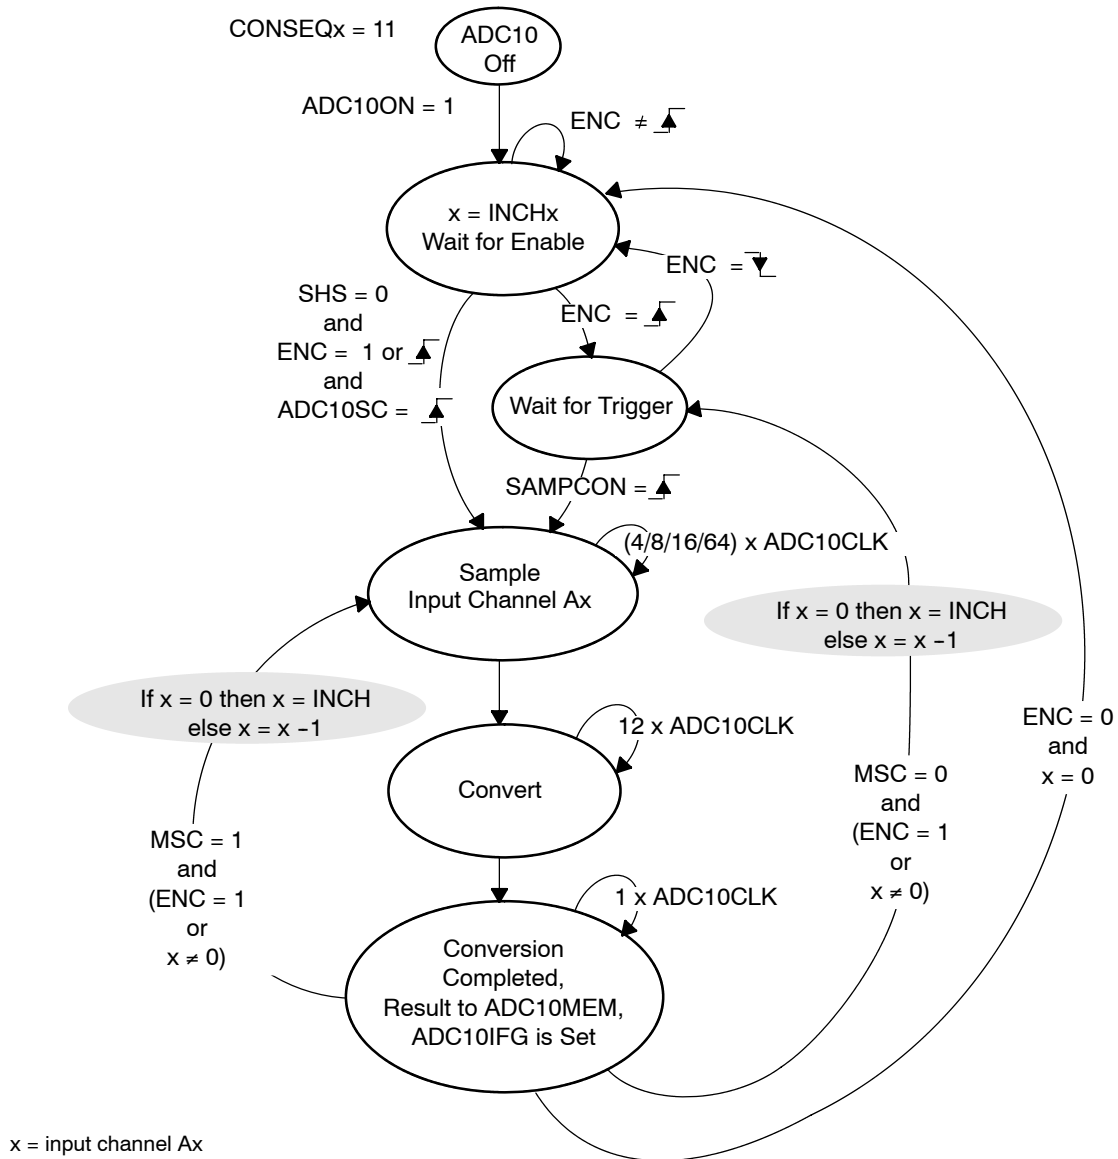 CONSEQx = 11
ADC10
Off
ADC10ON = 1
ENC ≠
x = INCHx
Wait for Enable
ENC =
SHS = 0
and
ENC = 1 or
and
ADC10SC =
ENC =
Wait for Trigger
SAMPCON =
(4/8/16/64) x ADC10CLK
Sample
Input Channel Ax
If x = 0 then x = INCH
else x = x −1
If x = 0 then x = INCH
else x = x −1
12 x ADC10CLK
Convert
ENC = 0
and
x = 0
MSC = 0
and
(ENC = 1
or
x ≠ 0)
MSC = 1
and
(ENC = 1
or
x ≠ 0)
1 x ADC10CLK
Conversion
Completed,
Result to ADC10MEM,
ADC10IFG is Set
x = input channel Ax